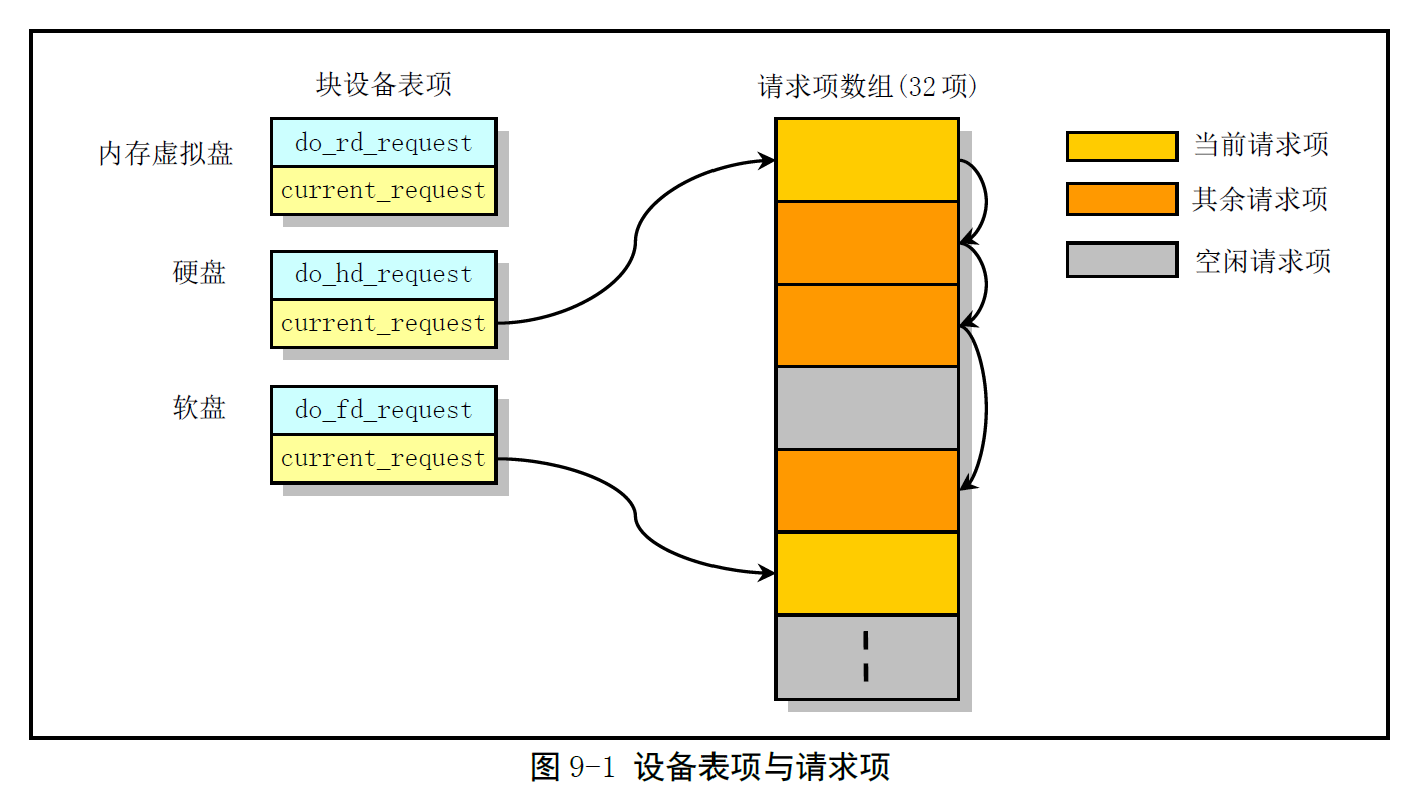 块设备表项
请求项数组(32 项)
内存虚拟盘
do_rd_request
current_request
硬盘
do_hd_request
current_request
软盘
do_fd_request
current_request
当前请求项
其余请求项
空闲请求项
图 9-1 设备表项与请求项